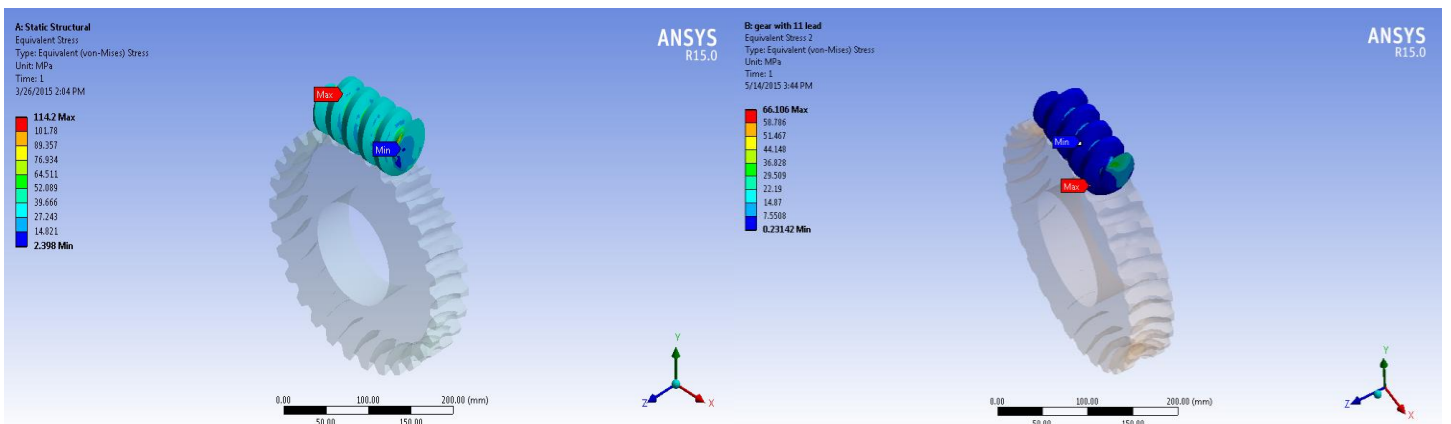 A: Static Structural
Equivalent Stress
Type: Equivalent (von-Mises) Stress
Unit: MPa
Time: 1
3/26/2015 2:04 PM
114.2 Max
101.78
89.357
76.934
64.511
52.089
39.666
27.243
14.821
2.398 Min
ANSYS
R15.0
Max
Min
Y
Z
X
0.00 100.00 200.00 (mm)
50.00 150.00
B: gear with 11 lead
Equivalent Stress 2
Type: Equivalent (von-Mises) Stress
Unit: MPa
Time: 1
5/14/2015 3:44 PM
66.106 Max
58.786
51.467
44.148
36.828
29.509
22.19
14.87
7.5508
0.23142 Min
ANSYS
R15.0
Min
Max
Y
Z
X
0.00 100.00 200.00 (mm)
50.00 150.00